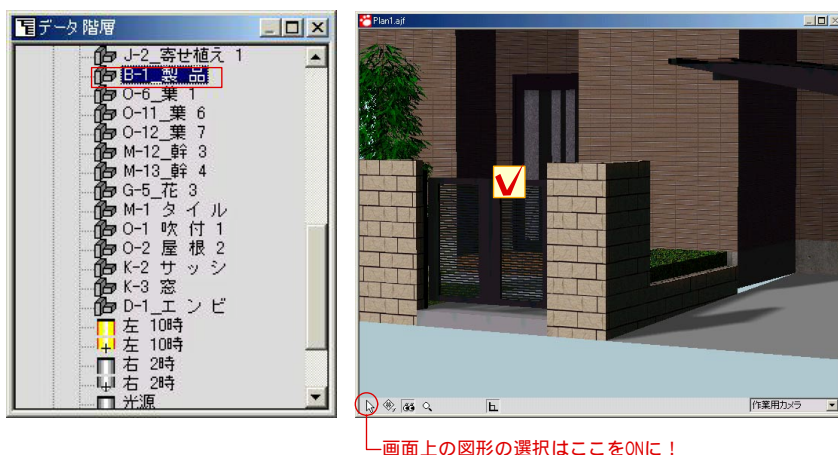 データ階層
J-2_寄せ植え 1
B-1_製 品
O-6_葉 1
O-11_葉 6
O-12_葉 7
M-12_幹 3
M-13_幹 4
G-5_花 3
M-1 タ イ ル
O-1 吹 付 1
O-2 屋 根 2
K-2 サ ッ シ
K-3 窓
D-1_エ ン ビ
左 10時
左 10時
右 2時
右 2時
光源
Plan1.ajf
作業用カメラ
画面上の図形の選択はここをONに!